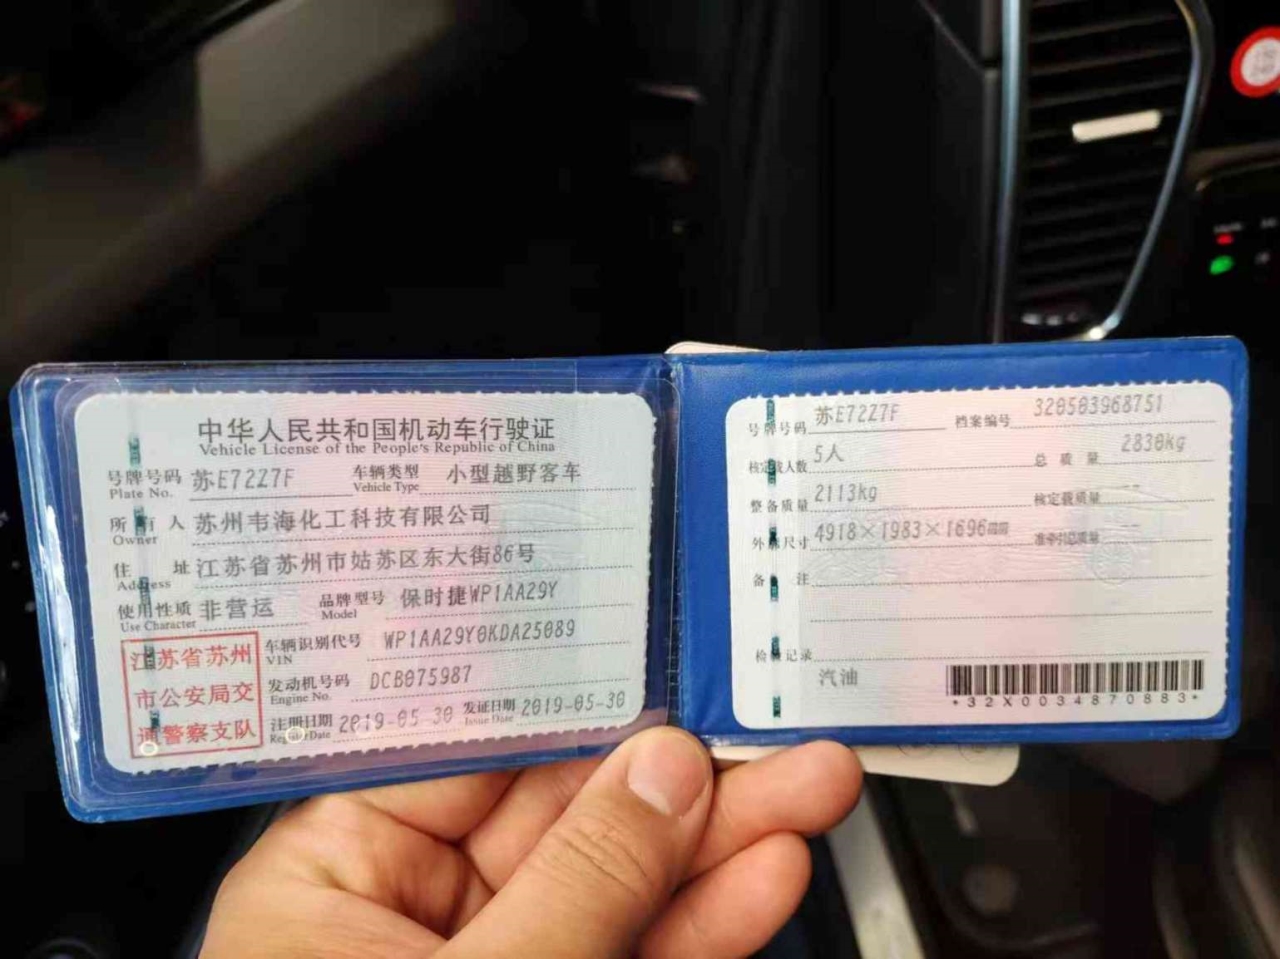 中华人民共和国机动车行驶证
Vehicle License of the People's Republic of China
号牌号码 苏E72Z7F 车辆类型 小型越野客车
Plate No. Vehicle Type
所有人 苏州韦海化工科技有限公司
Owner
住址 江苏省苏州市姑苏区东大街86号
Address
使用性质 非营运 品牌型号 保时捷WP1AA29Y
Use Character Model
江苏省苏州
市公安局交
通警察支队
车辆识别代号 WP1AA29Y0KDA25089
VIN
发动机号码 DCB075987
Engine No.
注册日期 2019-05-30 发证日期 2019-05-30
Register Date Issue Date
号牌号码 苏E72Z7F 档案编号 320503968751
核定载人数 5人 总质量 2830kg
整备质量 2113kg 核定载质量 --
外廓尺寸 4918×1983×1696mm 准牵引总质量 --
备注
检验记录
汽油
*32X0034870883*